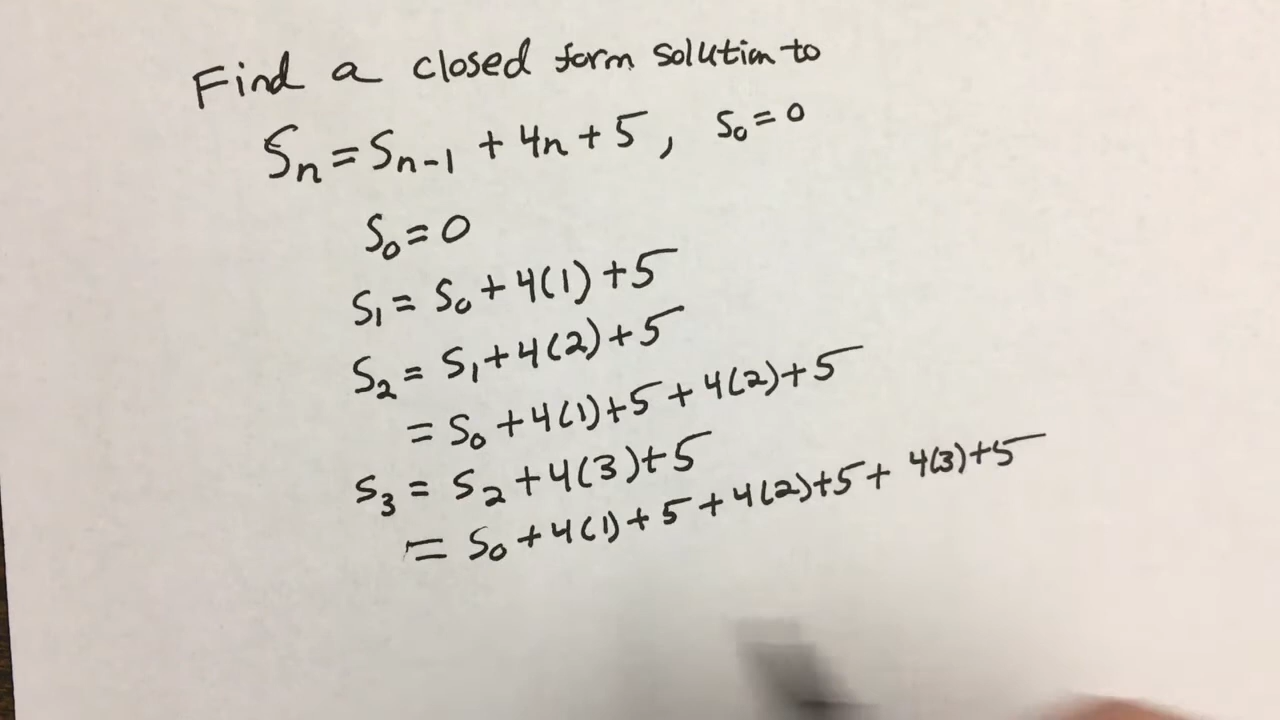 Find a closed form solution to
Sₙ = Sₙ₋₁ + 4n + 5, S₀ = 0
S₀ = 0
S₁ = S₀ + 4(1) + 5
S₂ = S₁ + 4(2) + 5
= S₀ + 4(1) + 5 + 4(2) + 5
S₃ = S₂ + 4(3) + 5
= S₀ + 4(1) + 5 + 4(2) + 5 + 4(3) + 5